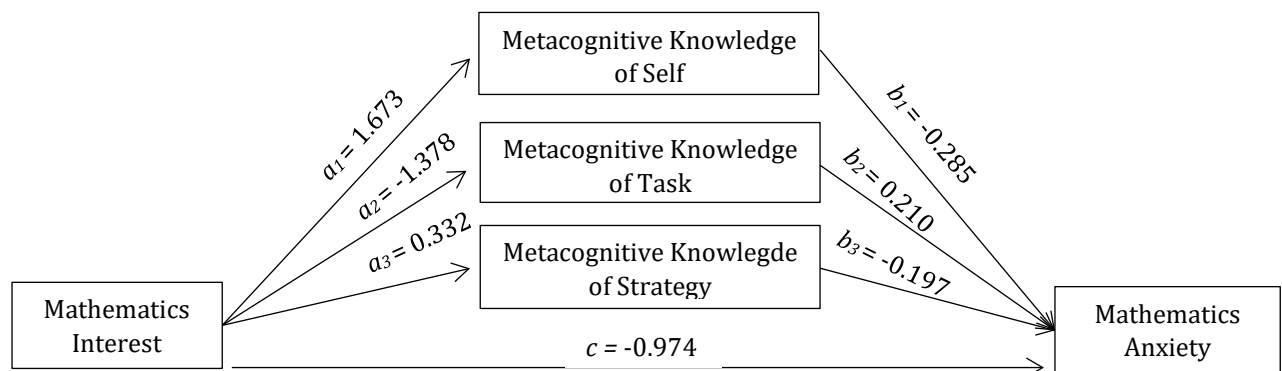 Metacognitive Knowledge
of Self
a₁ = 1.673
b₁ = -0.285
Metacognitive Knowledge
of Task
a₂ = -1.378
b₂ = 0.210
Metacognitive Knowlegde
of Strategy
a₃ = 0.332
b₃ = -0.197
Mathematics
Interest
c = -0.974
Mathematics
Anxiety